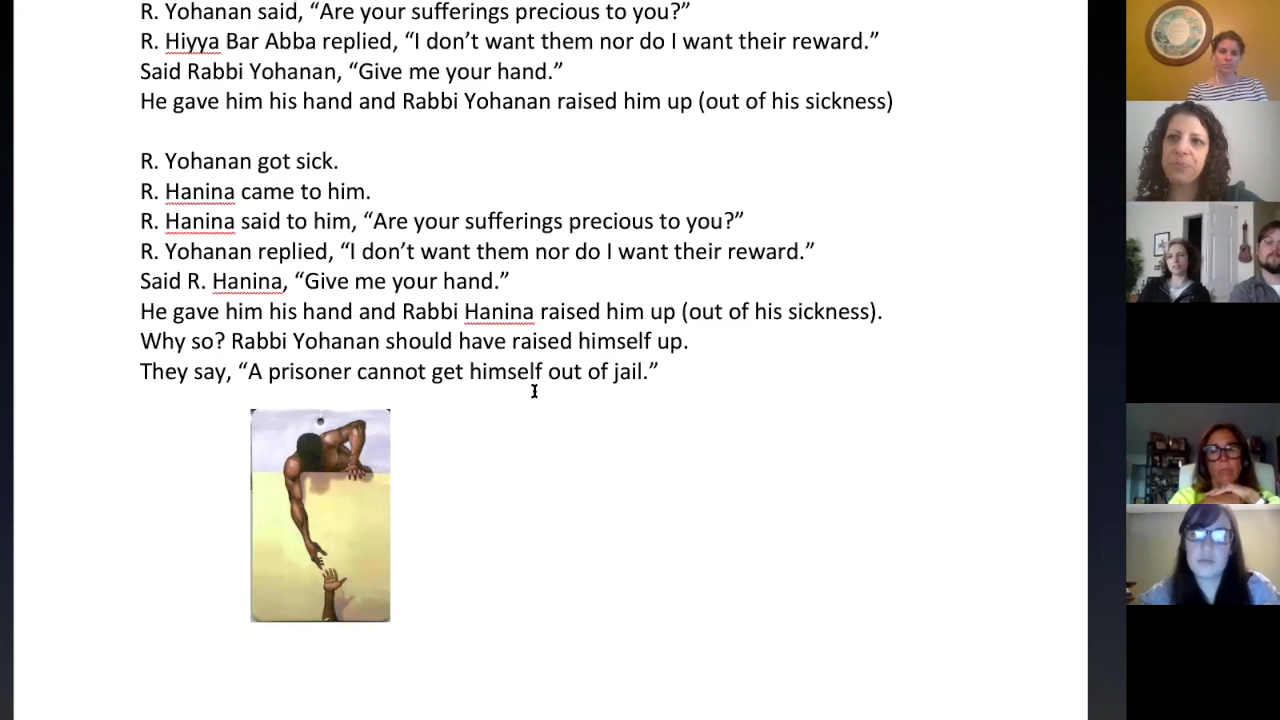 R. Yohanan said, “Are your sufferings precious to you?”
R. Hiyya Bar Abba replied, “I don’t want them nor do I want their reward.”
Said Rabbi Yohanan, “Give me your hand.”
He gave him his hand and Rabbi Yohanan raised him up (out of his sickness)
R. Yohanan got sick.
R. Hanina came to him.
R. Hanina said to him, “Are your sufferings precious to you?”
R. Yohanan replied, “I don’t want them nor do I want their reward.”
Said R. Hanina, “Give me your hand.”
He gave him his hand and Rabbi Hanina raised him up (out of his sickness).
Why so? Rabbi Yohanan should have raised himself up.
They say, “A prisoner cannot get himself out of jail.”